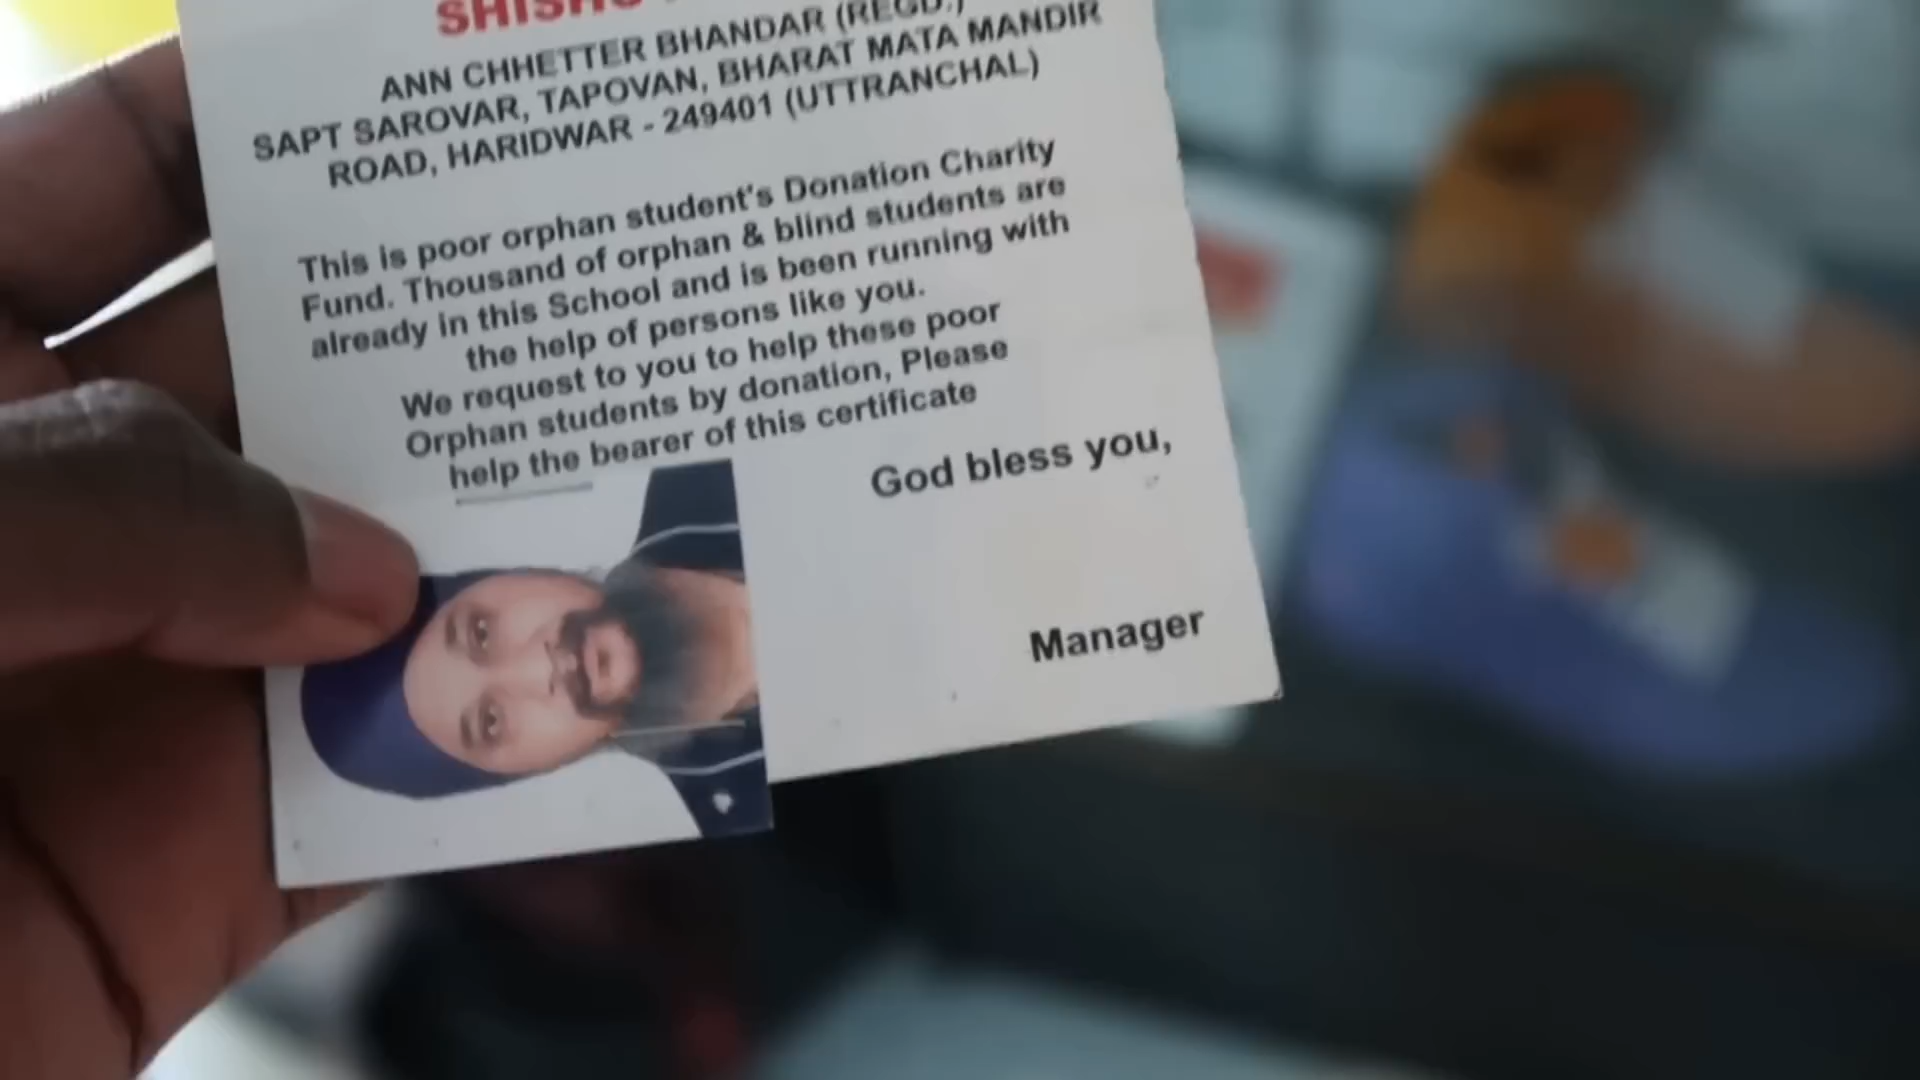 SHISHU
ANN CHHETTER BHANDAR (REGD.)
SAPT SAROVAR, TAPOVAN, BHARAT MATA MANDIR
ROAD, HARIDWAR - 249401 (UTTRANCHAL)
This is poor orphan student's Donation Charity
Fund. Thousand of orphan & blind students are
already in this School and is been running with
the help of persons like you.
We request to you to help these poor
Orphan students by donation, Please
help the bearer of this certificate
God bless you,
Manager